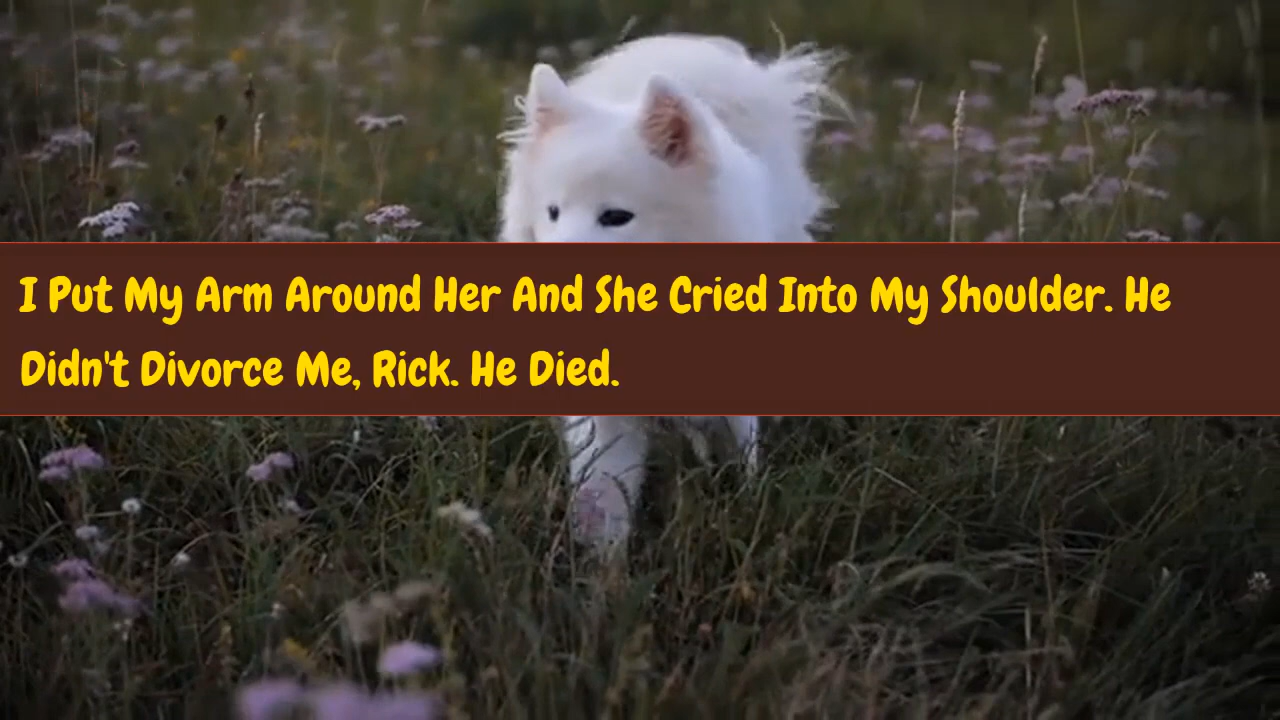 I Put My Arm Around Her And She Cried Into My Shoulder. He
Didn't Divorce Me, Rick. He Died.